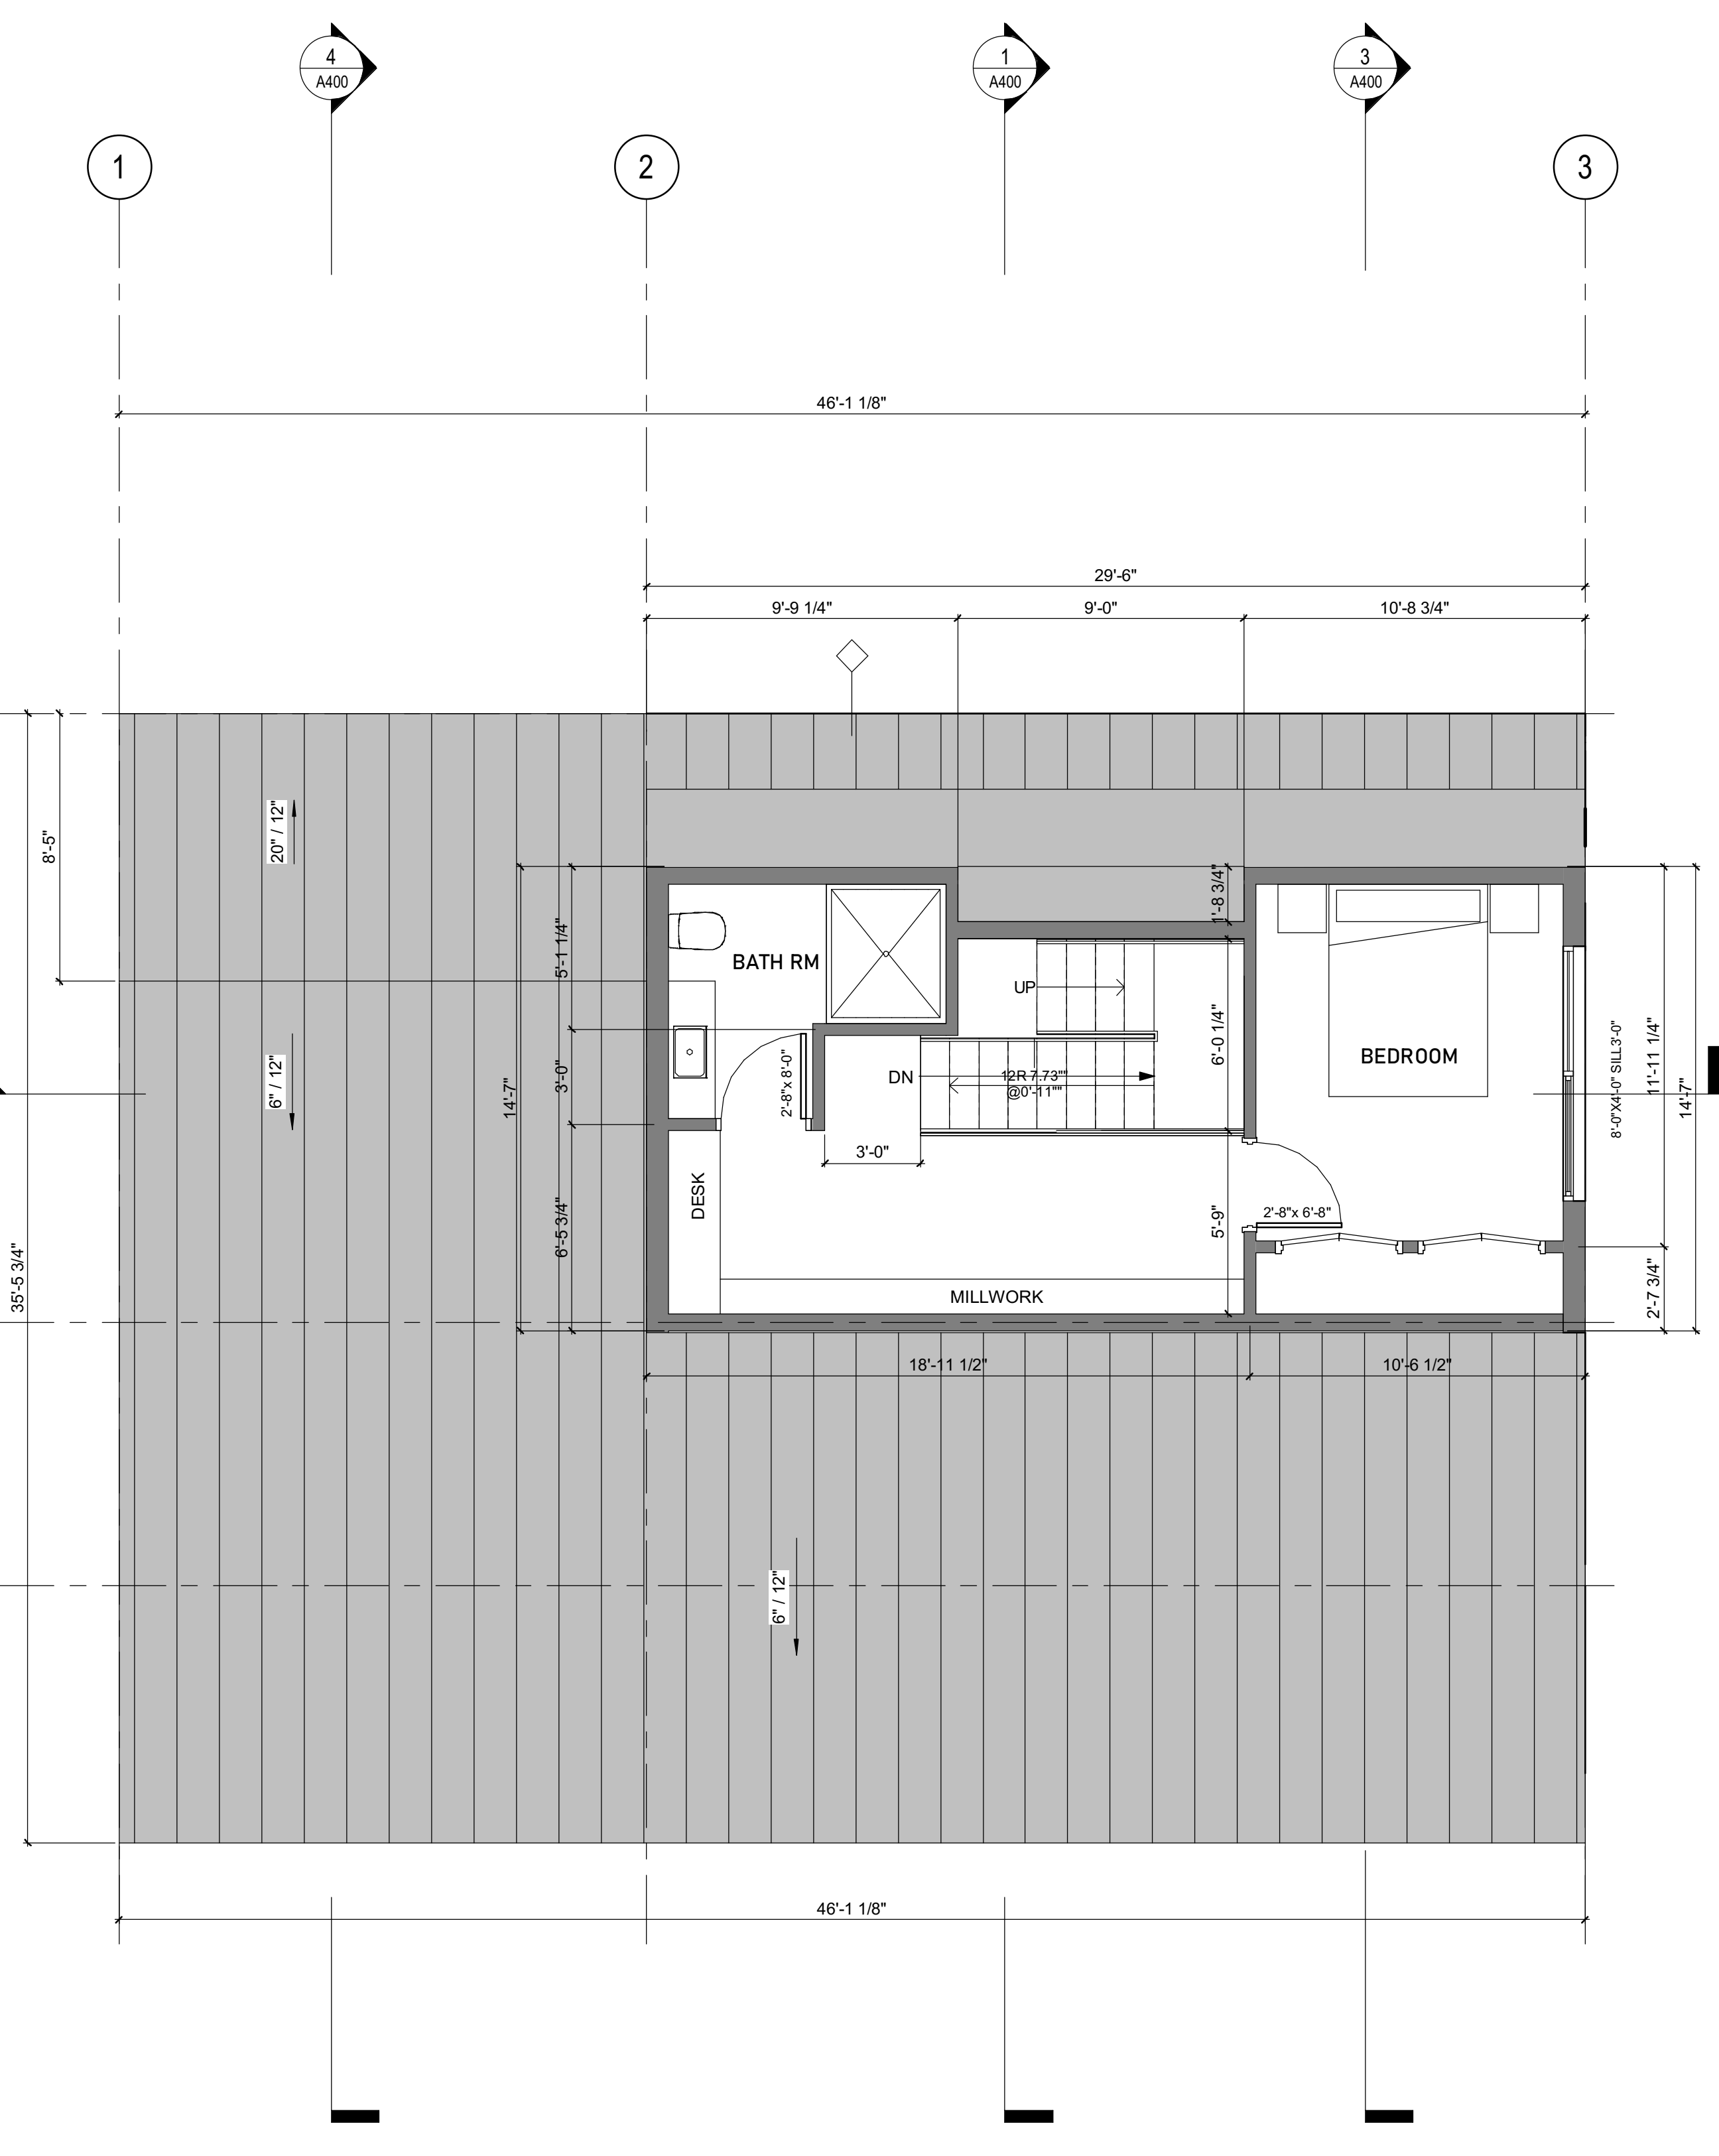 4
A400
1
A400
3
A400
1
2
3
46'-1 1/8"
29'-6"
9'-9 1/4"
9'-0"
10'-8 3/4"
20" / 12"
8'-5"
1'-8 3/4"
5'-1 1/4"
BATH RM
UP
6'-0 1/4"
BEDROOM
8'-0"X4'-0" SILL3'-0"
11'-11 1/4"
14'-7"
6" / 12"
14'-7"
3'-0"
2'-8"x 8'-0"
DN
12R 7.73""
@0'-11""
3'-0"
DESK
6'-5 3/4"
5'-9"
2'-8"x 6'-8"
35'-5 3/4"
MILLWORK
2'-7 3/4"
18'-11 1/2"
10'-6 1/2"
6" / 12"
46'-1 1/8"